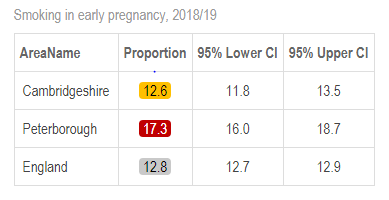 Smoking in early pregnancy, 2018/19
AreaName Proportion 95% Lower CI 95% Upper CI
Cambridgeshire 12.6 11.8 13.5
Peterborough 17.3 16.0 18.7
England 12.8 12.7 12.9